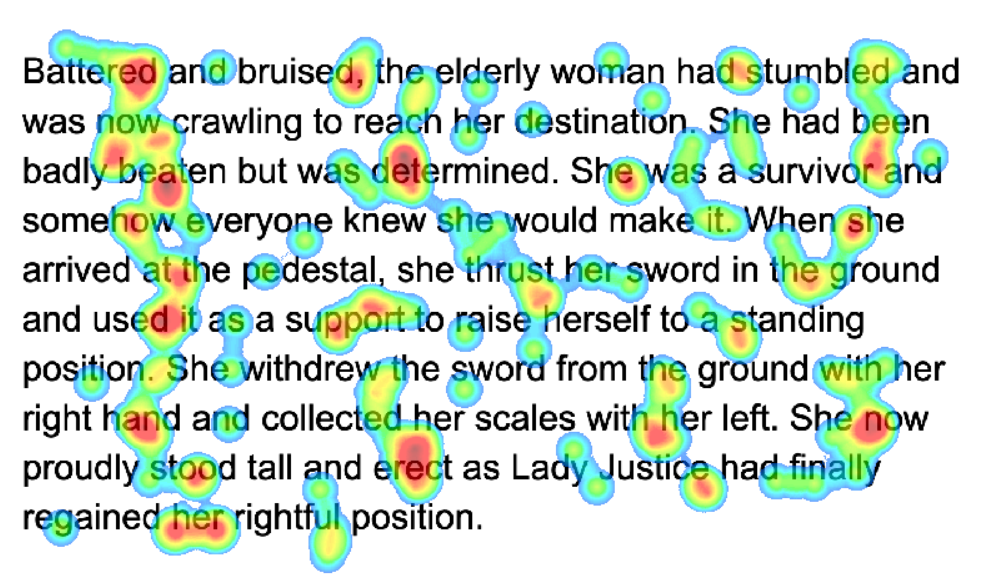 Battered and bruised, the elderly woman had stumbled and
was now crawling to reach her destination. She had been
badly beaten but was determined. She was a survivor and
somehow everyone knew she would make it. When she
arrived at the pedestal, she thrust her sword in the ground
and used it as a support to raise herself to a standing
position. She withdrew the sword from the ground with her
right hand and collected her scales with her left. She now
proudly stood tall and erect as Lady Justice had finally
regained her rightful position.